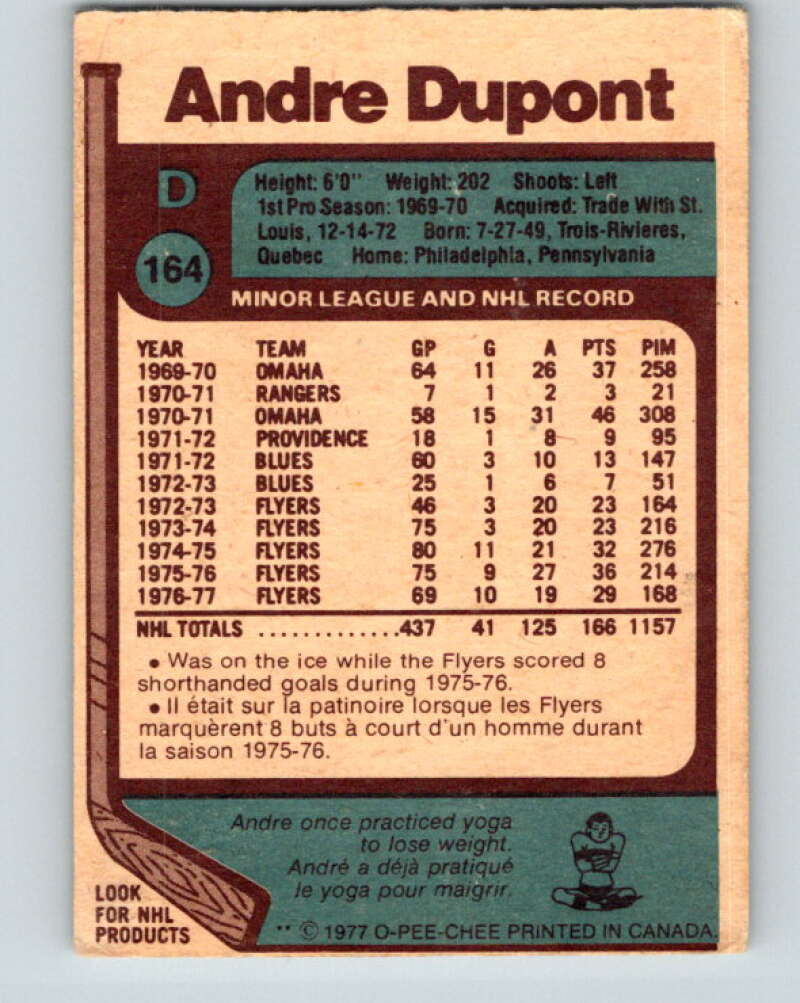 Andre Dupont
D
164
Height: 6'0" Weight: 202 Shoots: Left
1st Pro Season: 1969-70 Acquired: Trade With St.
Louis, 12-14-72 Born: 7-27-49, Trois-Rivieres,
Quebec Home: Philadelphia, Pennsylvania
MINOR LEAGUE AND NHL RECORD
YEAR TEAM GP G A PTS PIM
1969-70 OMAHA 64 11 26 37 258
1970-71 RANGERS 7 1 2 3 21
1970-71 OMAHA 58 15 31 46 308
1971-72 PROVIDENCE 18 1 8 9 95
1971-72 BLUES 60 3 10 13 147
1972-73 BLUES 25 1 6 7 51
1972-73 FLYERS 46 3 20 23 164
1973-74 FLYERS 75 3 20 23 216
1974-75 FLYERS 80 11 21 32 276
1975-76 FLYERS 75 9 27 36 214
1976-77 FLYERS 69 10 19 29 168
NHL TOTALS .............437 41 125 166 1157
• Was on the ice while the Flyers scored 8
shorthanded goals during 1975-76.
• Il était sur la patinoire lorsque les Flyers
marquèrent 8 buts à court d'un homme durant
la saison 1975-76.
Andre once practiced yoga
to lose weight.
André a déjà pratiqué
le yoga pour maigrir.
LOOK
FOR NHL
PRODUCTS
** © 1977 O-PEE-CHEE PRINTED IN CANADA.